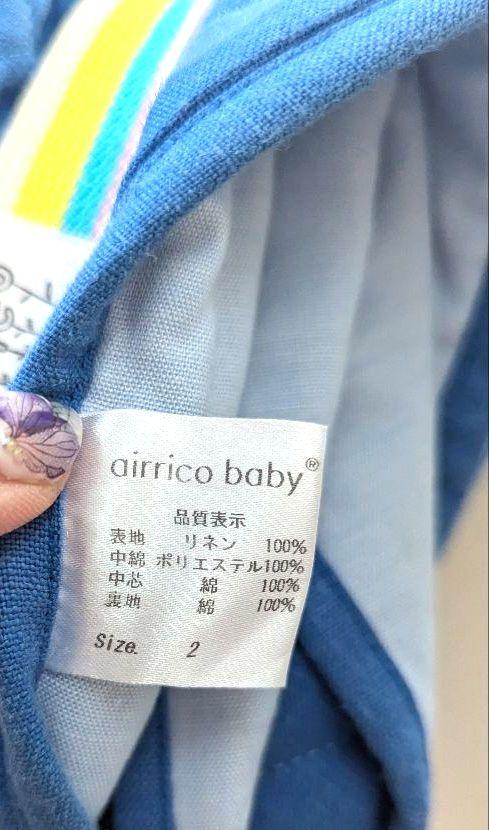 airrico baby®
品質表示
表地 リネン 100%
中綿 ポリエステル100%
中芯 綿 100%
裏地 綿 100%
Size. 2